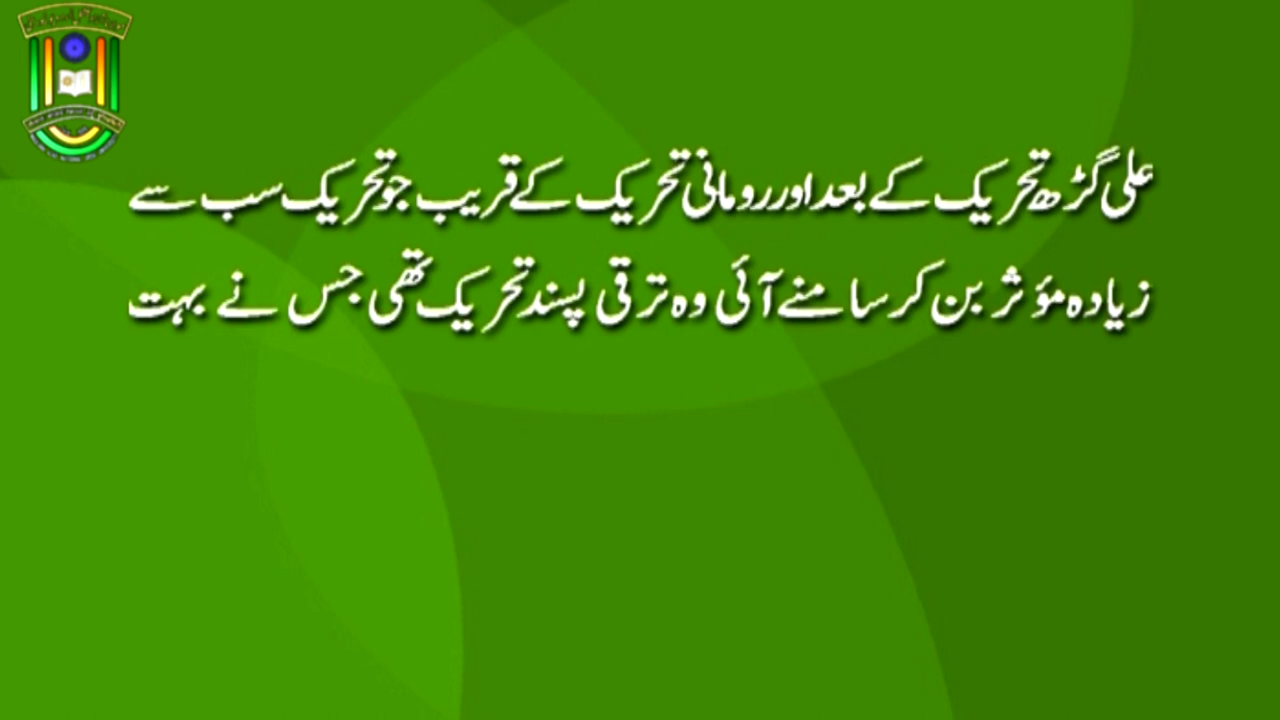 علی گڑھ تحریک کے بعد اور رومانی تحریک کے قریب جو تحریک سب سے
زیادہ مؤثر بن کر سامنے آئی وہ ترقی پسند تحریک تھی جس نے بہت